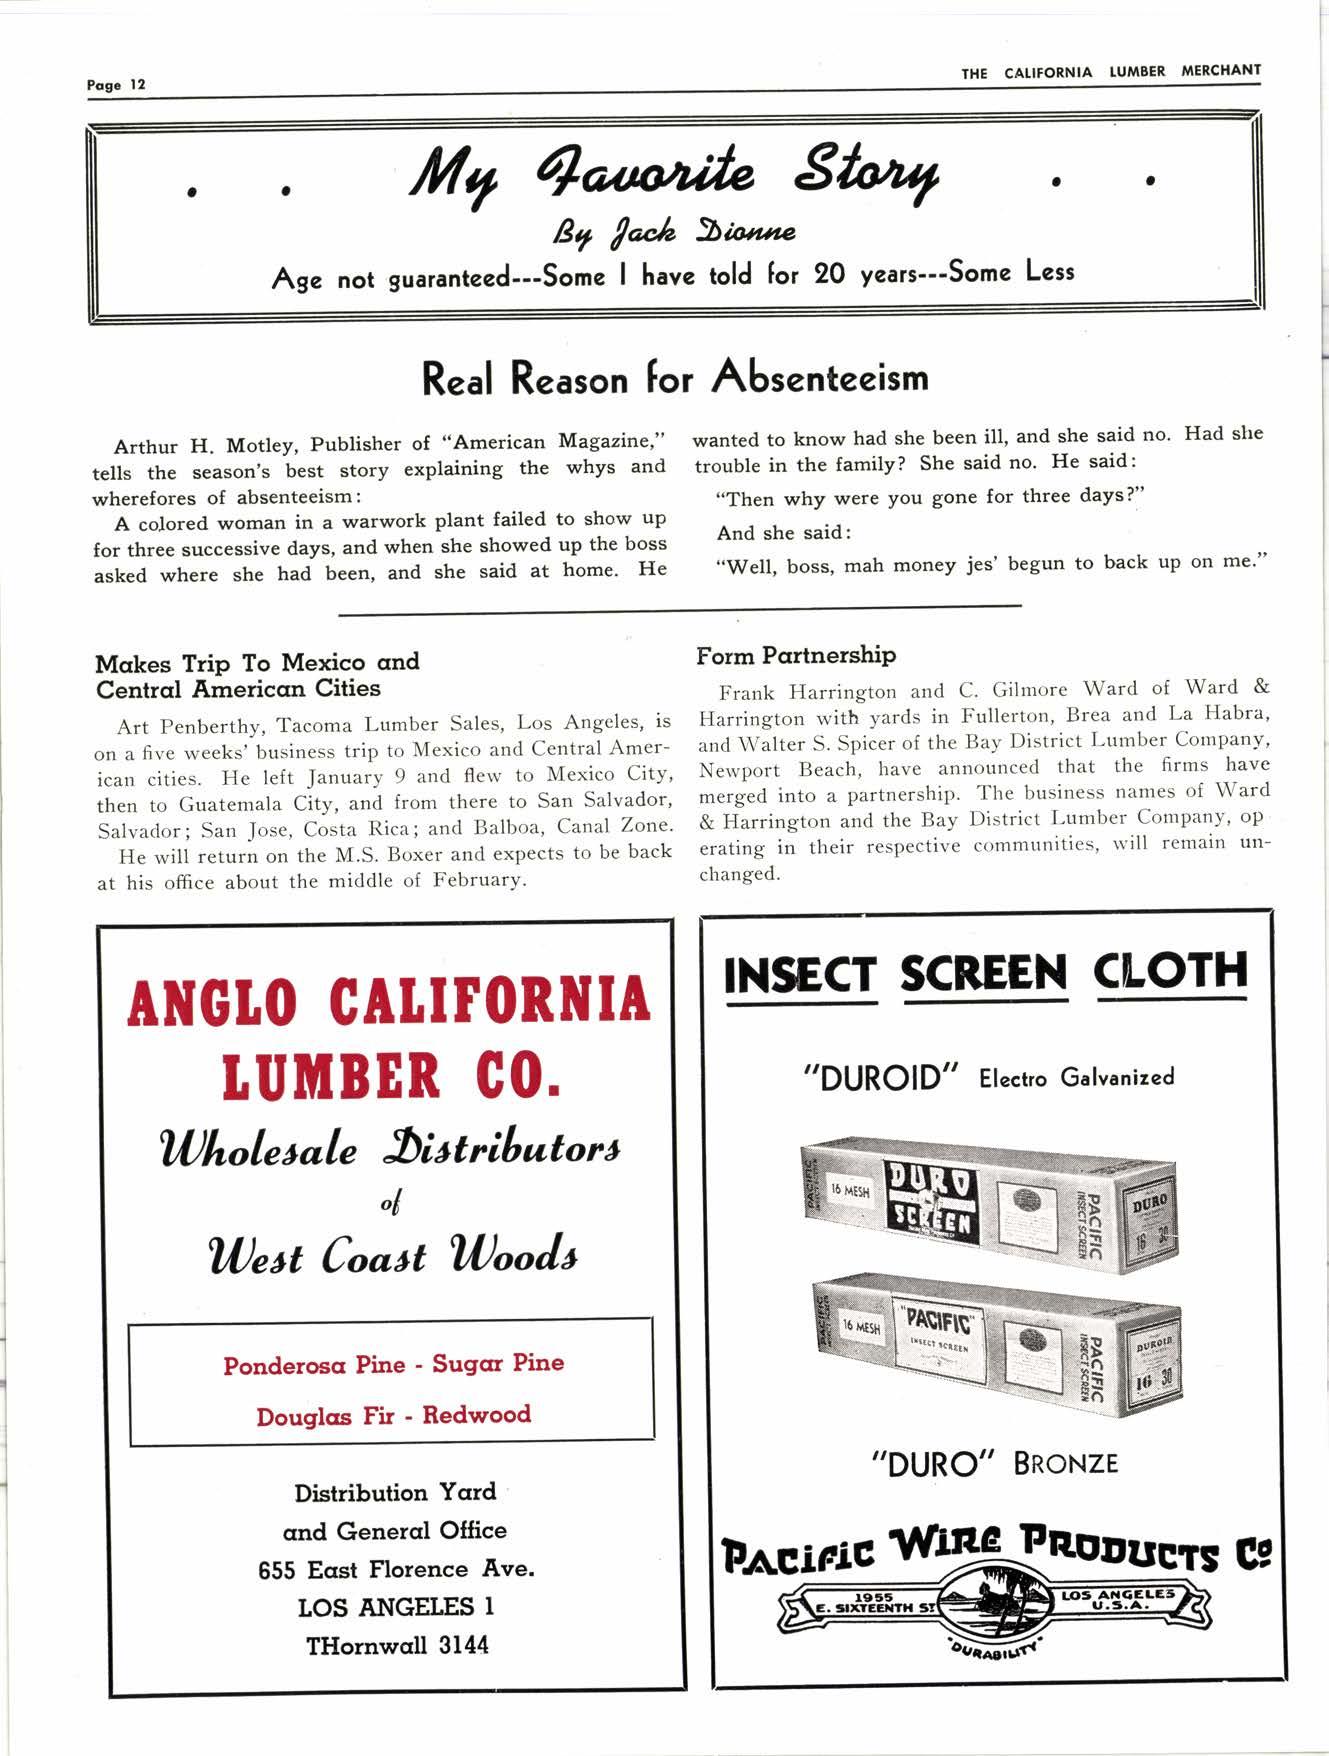 Page 12
THE CALIFORNIA LUMBER MERCHANT
My Favorite Story
By Jack Dionne
Age not guaranteed---Some I have told for 20 years---Some Less
Real Reason for Absenteeism
Arthur H. Motley, Publisher of "American Magazine,"
tells the season's best story explaining the whys and
wherefores of absenteeism:
A colored woman in a warwork plant failed to show up
for three successive days, and when she showed up the boss
asked where she had been, and she said at home. He
wanted to know had she been ill, and she said no. Had she
trouble in the family? She said no. He said:
"Then why were you gone for three days?"
And she said:
"Well, boss, mah money jes' begun to back up on me."
Makes Trip To Mexico and
Central American Cities
Art Penberthy, Tacoma Lumber Sales, Los Angeles, is
on a five weeks' business trip to Mexico and Central Amer-
ican cities. He left January 9 and flew to Mexico City,
then to Guatemala City, and from there to San Salvador,
Salvador; San Jose, Costa Rica; and Balboa, Canal Zone.
He will return on the M.S. Boxer and expects to be back
at his office about the middle of February.
Form Partnership
Frank Harrington and C. Gilmore Ward of Ward &
Harrington with yards in Fullerton, Brea and La Habra,
and Walter S. Spicer of the Bay District Lumber Company,
Newport Beach, have announced that the firms have
merged into a partnership. The business names of Ward
& Harrington and the Bay District Lumber Company, op
erating in their respective communities, will remain un-
changed.
ANGLO CALIFORNIA
LUMBER CO.
Wholesale Distributors
of
West Coast Woods
Ponderosa Pine - Sugar Pine
Douglas Fir - Redwood
Distribution Yard
and General Office
655 East Florence Ave.
LOS ANGELES 1
THornwall 3144
INSECT SCREEN CLOTH
"DUROID" Electro Galvanized
PACIFIC
16 MESH
DURO
SCREEN
PACIFIC
INSECT SCREEN
DURO
16 30
PACIFIC
16 MESH
"PACIFIC"
INSECT SCREEN
PACIFIC
INSECT SCREEN
DUROID
16 30
"DURO" BRONZE
PACIFIC WIRE PRODUCTS CO
1955
E. SIXTEENTH ST
LOS ANGELES
U.S.A.
"DURABILITY"